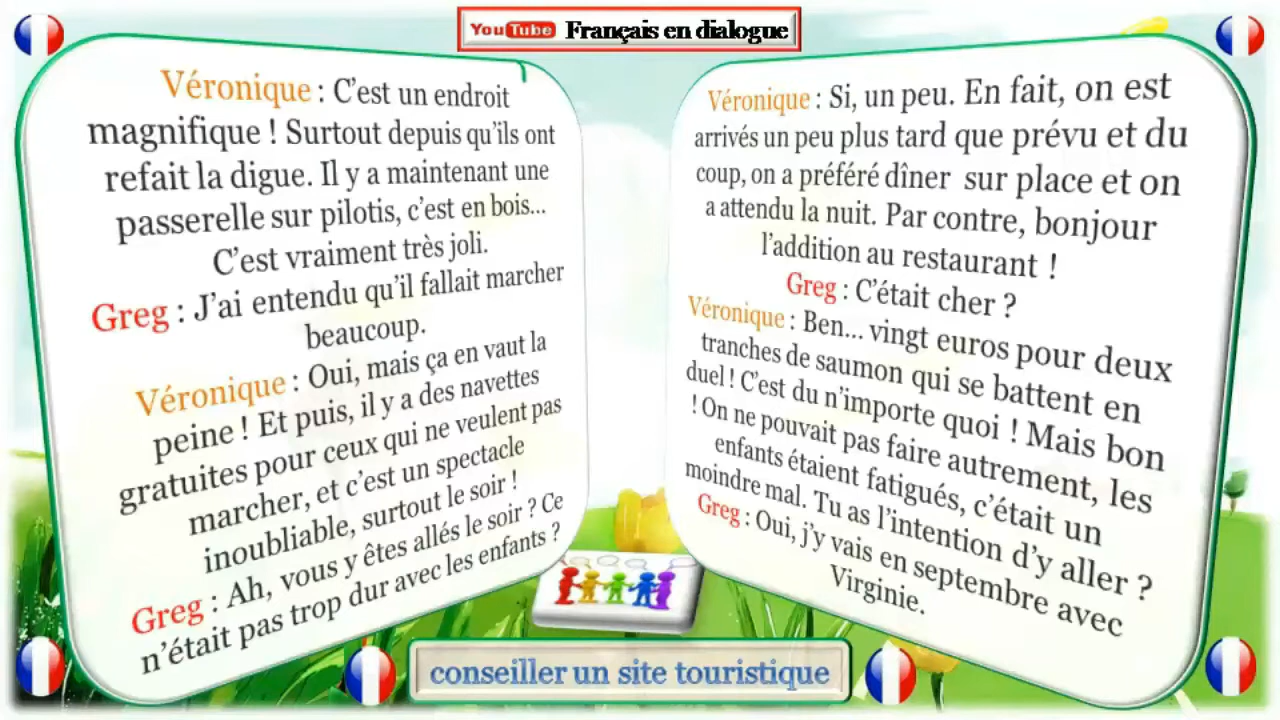 YouTube Français en dialogue
Véronique : C'est un endroit
magnifique ! Surtout depuis qu'ils ont
refait la digue. Il y a maintenant une
passerelle sur pilotis, c'est en bois...
C'est vraiment très joli.
Greg : J'ai entendu qu'il fallait marcher
beaucoup.
Véronique : Oui, mais ça en vaut la
peine ! Et puis, il y a des navettes
gratuites pour ceux qui ne veulent pas
marcher, et c'est un spectacle
inoubliable, surtout le soir !
Greg : Ah, vous y êtes allés le soir ? Ce
n'était pas trop dur avec les enfants ?
Véronique : Si, un peu. En fait, on est
arrivés un peu plus tard que prévu et du
coup, on a préféré dîner sur place et on
a attendu la nuit. Par contre, bonjour
l'addition au restaurant !
Greg : C'était cher ?
Véronique : Ben... vingt euros pour deux
tranches de saumon qui se battent en
duel ! C'est du n'importe quoi ! Mais bon
! On ne pouvait pas faire autrement, les
enfants étaient fatigués, c'était un
moindre mal. Tu as l'intention d'y aller ?
Greg : Oui, j'y vais en septembre avec
Virginie.
conseiller un site touristique